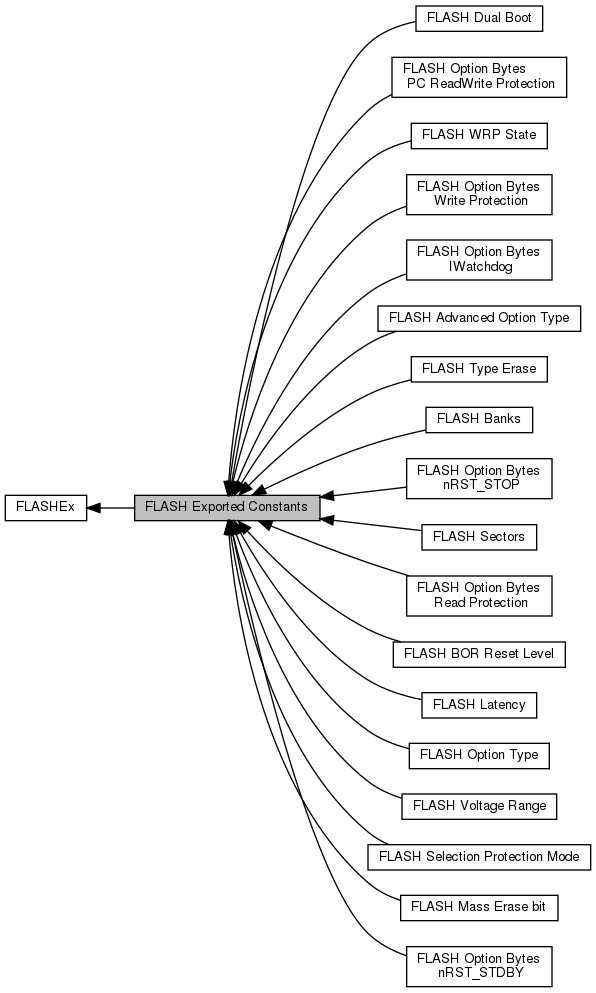 FLASH Dual Boot
FLASH Option Bytes
PC ReadWrite Protection
FLASH WRP State
FLASH Option Bytes
Write Protection
FLASH Option Bytes
IWatchdog
FLASH Advanced Option Type
FLASH Type Erase
FLASH Banks
FLASH Option Bytes
nRST_STOP
FLASHEx
FLASH Exported Constants
FLASH Sectors
FLASH Option Bytes
Read Protection
FLASH BOR Reset Level
FLASH Latency
FLASH Option Type
FLASH Voltage Range
FLASH Selection Protection Mode
FLASH Mass Erase bit
FLASH Option Bytes
nRST_STDBY